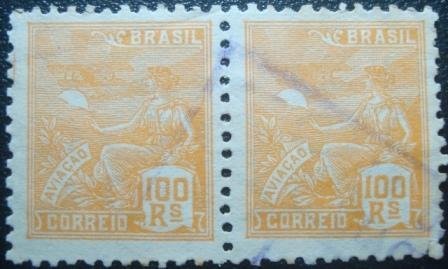 BRASIL
AVIAÇÃO
100
RS
CORREIO
BRASIL
AVIAÇÃO
100
RS
CORREIO